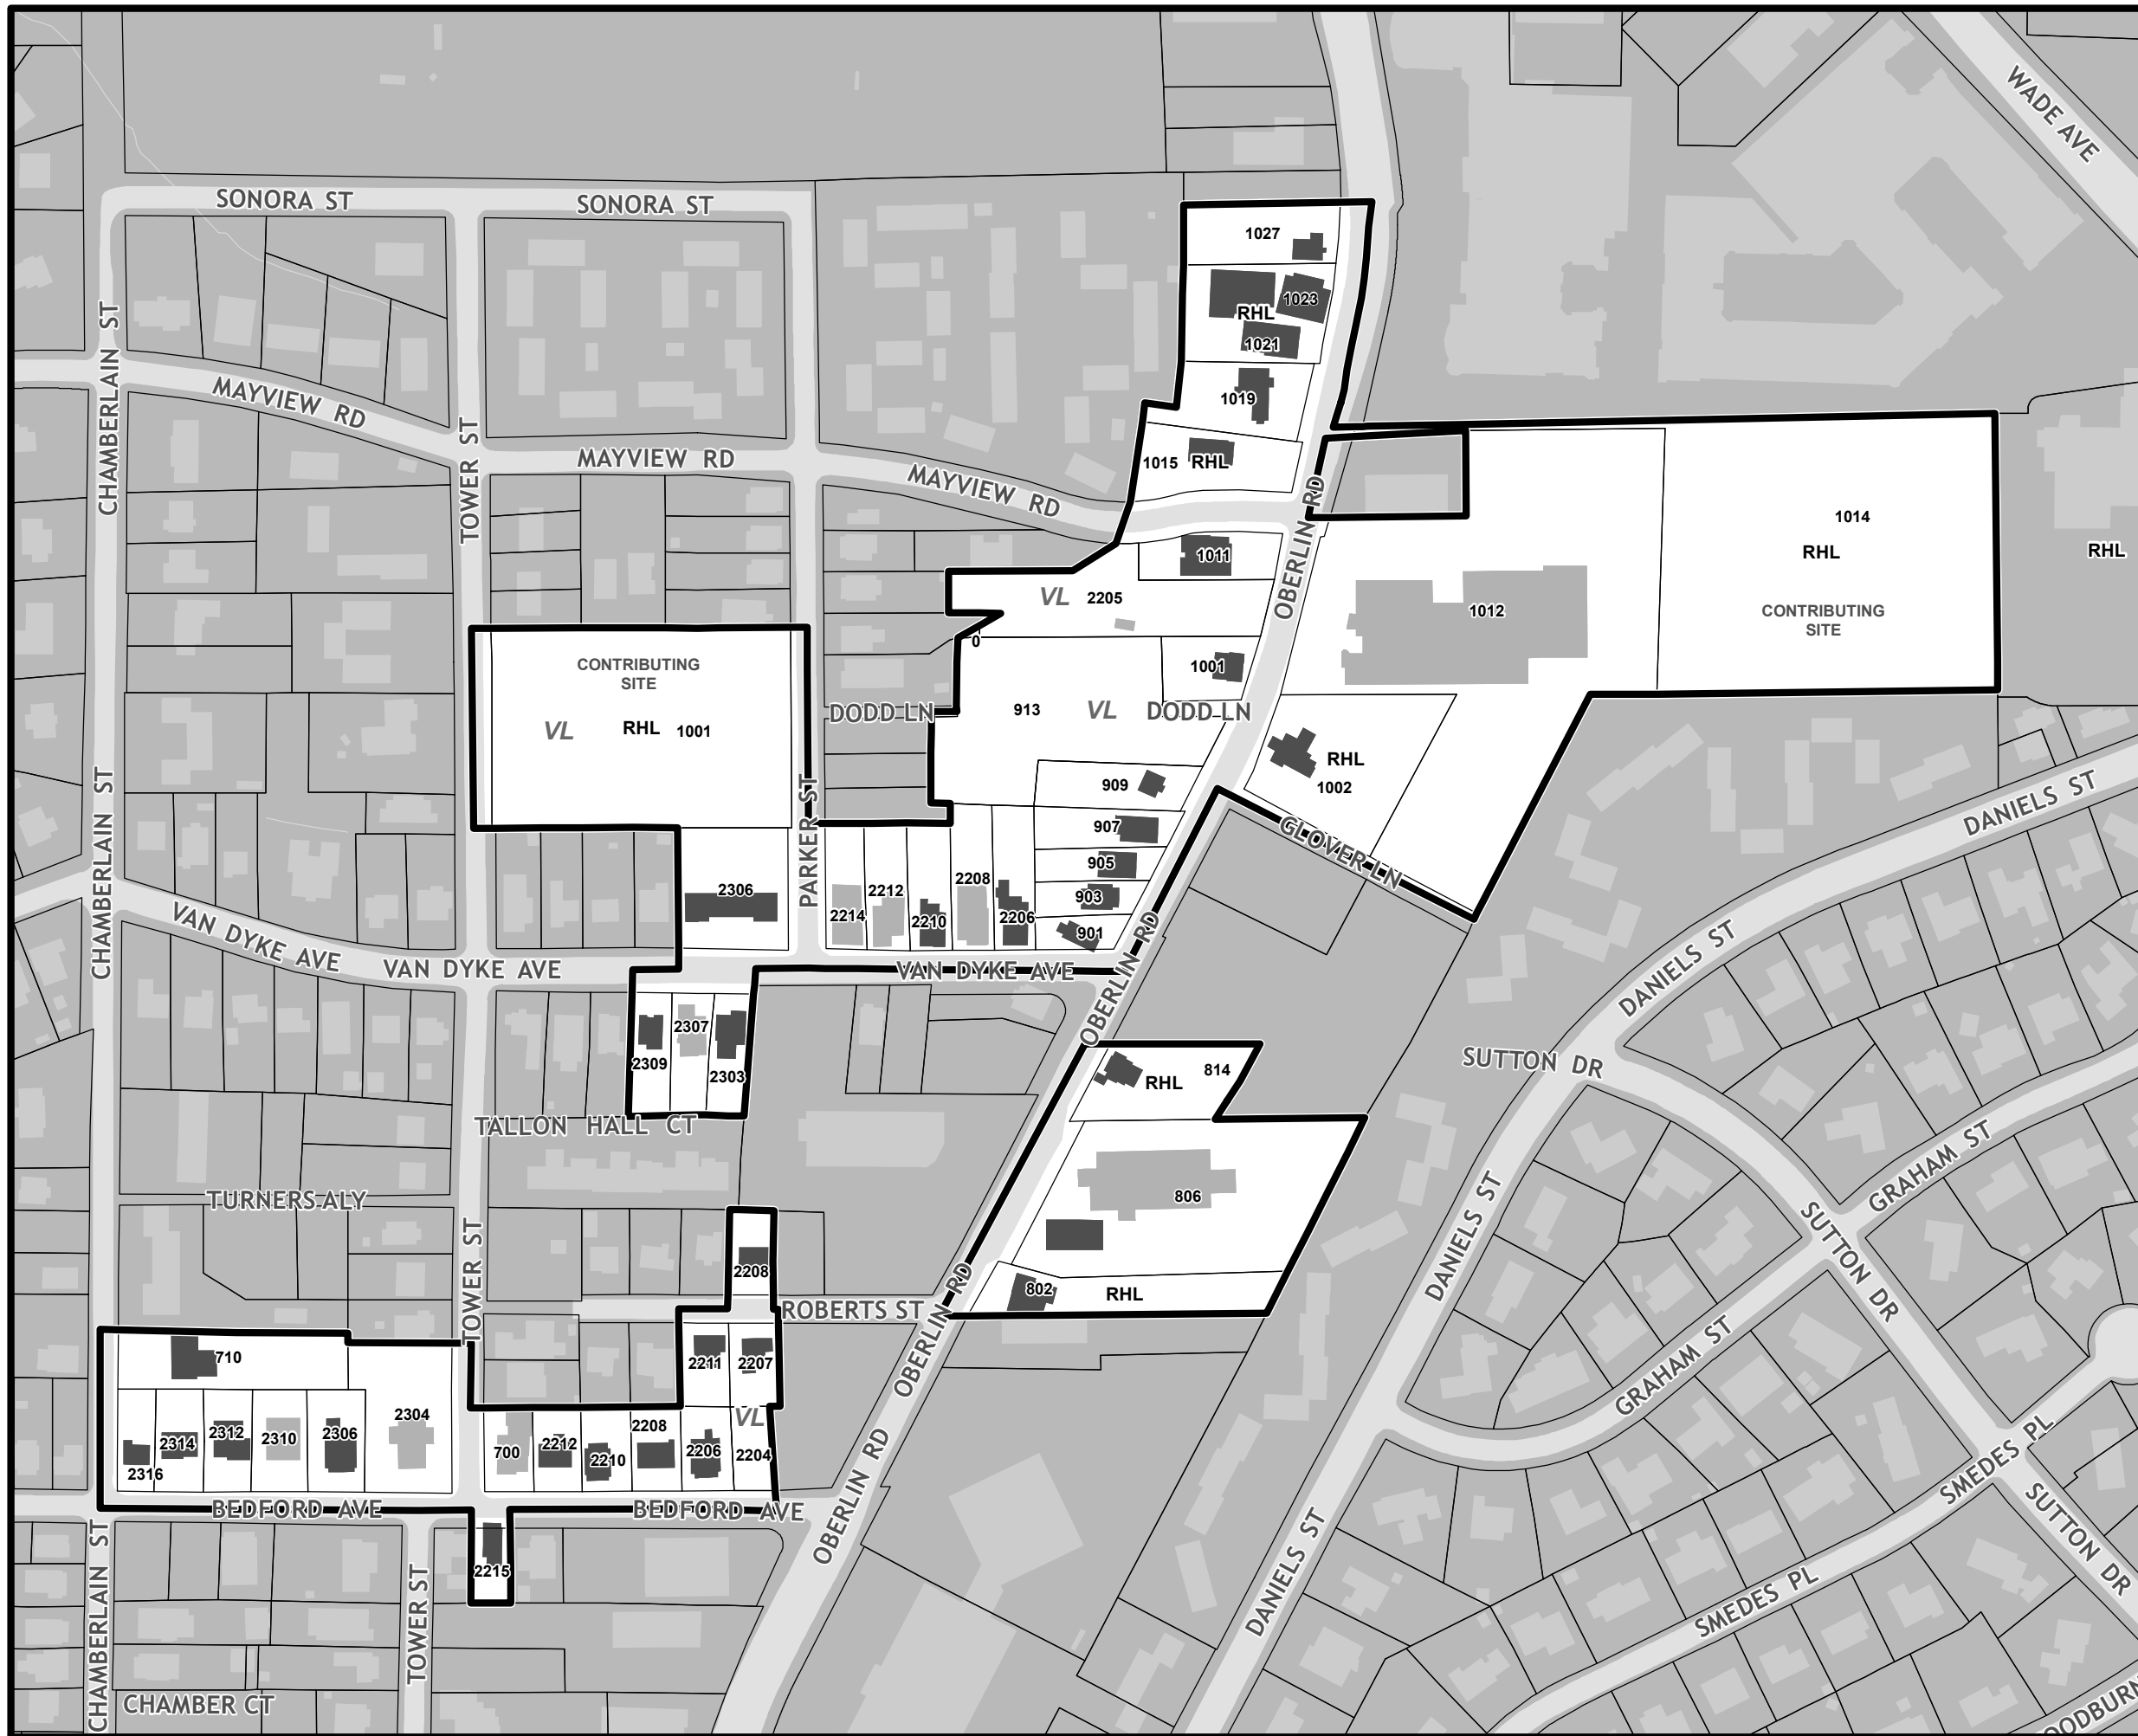 WADE AVE
SONORA ST
SONORA ST
1027
1023
RHL
1021
CHAMBERLAIN ST
MAYVIEW RD
1019
TOWER ST
MAYVIEW RD
MAYVIEW RD
1015
RHL
OBERLIN RD
1014
RHL
RHL
1011
VL
2205
1012
CONTRIBUTING
SITE
0
CONTRIBUTING
SITE
1001
VL
RHL
1001
DODD LN
913
VL
DODD LN
RHL
1002
909
PARKER ST
CHAMBERLAIN ST
907
GLOVER LN
DANIELS ST
905
903
2306
2214
2212
2210
2208
2206
901
VAN DYKE AVE
VAN DYKE AVE
VAN DYKE AVE
OBERLIN RD
DANIELS ST
2309
2307
2303
RHL
814
SUTTON DR
TALLON HALL CT
GRAHAM ST
TURNERS ALY
806
TOWER ST
2208
802
RHL
ROBERTS ST
OBERLIN RD
DANIELS ST
SUTTON DR
710
2211
2207
GRAHAM ST
2316
2314
2312
2310
2306
2304
700
2212
2210
2208
2206
VL
2204
SMEDES PL
BEDFORD AVE
BEDFORD AVE
OBERLIN RD
SUTTON DR
CHAMBERLAIN ST
2215
TOWER ST
DANIELS ST
SMEDES PL
CHAMBER CT